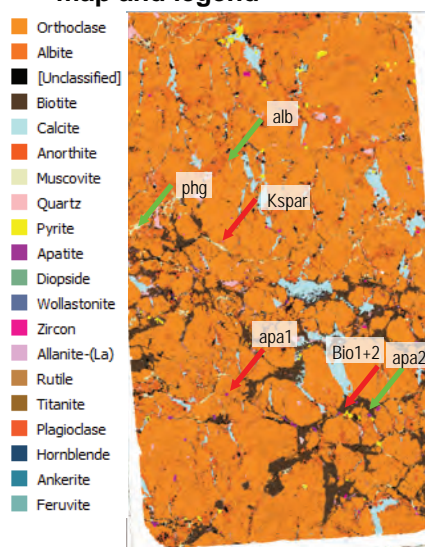 map and legend
Orthoclase
Albite
[Unclassified]
Biotite
Calcite
Anorthite
Muscovite
Quartz
Pyrite
Apatite
Diopside
Wollastonite
Zircon
Allanite-(La)
Rutile
Titanite
Plagioclase
Hornblende
Ankerite
Feruvite
alb
phg
Kspar
apa1
Bio1+2
apa2